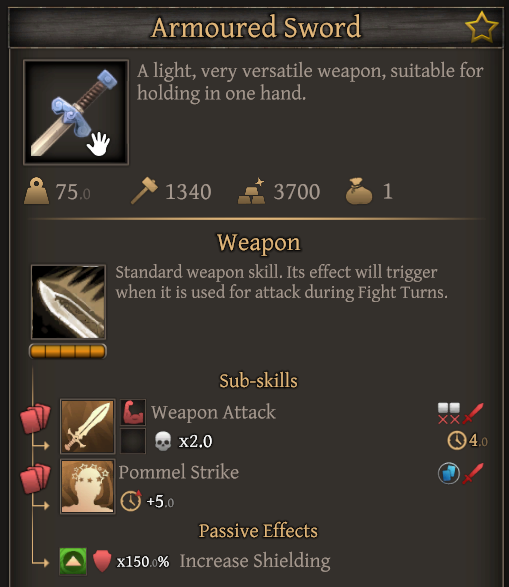 Armoured Sword
A light, very versatile weapon, suitable for
holding in one hand.
75.0 1340 3700 1
Weapon
Standard weapon skill. Its effect will trigger
when it is used for attack during Fight Turns.
Sub-skills
Weapon Attack
x2.0 4.0
Pommel Strike
+5.0
Passive Effects
x150.0% Increase Shielding